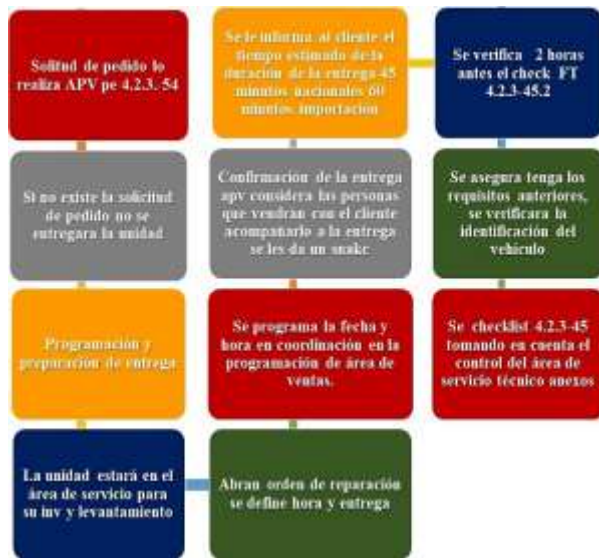 Solitud de pedido lo
realiza APV pe 4.2.3. 54
Si no existe la solicitud
de pedido no se
entregara la unidad
Programación y
preparación de entrega
La unidad estará en el
área de servicio para
su inv y levantamiento
Abran orden de reparación
se define hora y entrega
Se programa la fecha y
hora en coordinación en la
programación de área de
ventas.
Confirmación de la entrega
apv considera las personas
que vendran con el cliente
acompañarlo a la entrega
se les da un snakc
Se le informa al cliente el
tiempo estimado de la
duración de la entrega 45
minutos nacionales 60
minutos importación
Se verifica 2 horas
antes el check FT
4.2.3-45.2
Se asegura tenga los
requisitos anteriores,
se verificara la
identificación del
vehículo
Se checklist 4.2.3-45
tomando en cuenta el
control del área de
servicio técnico anexos